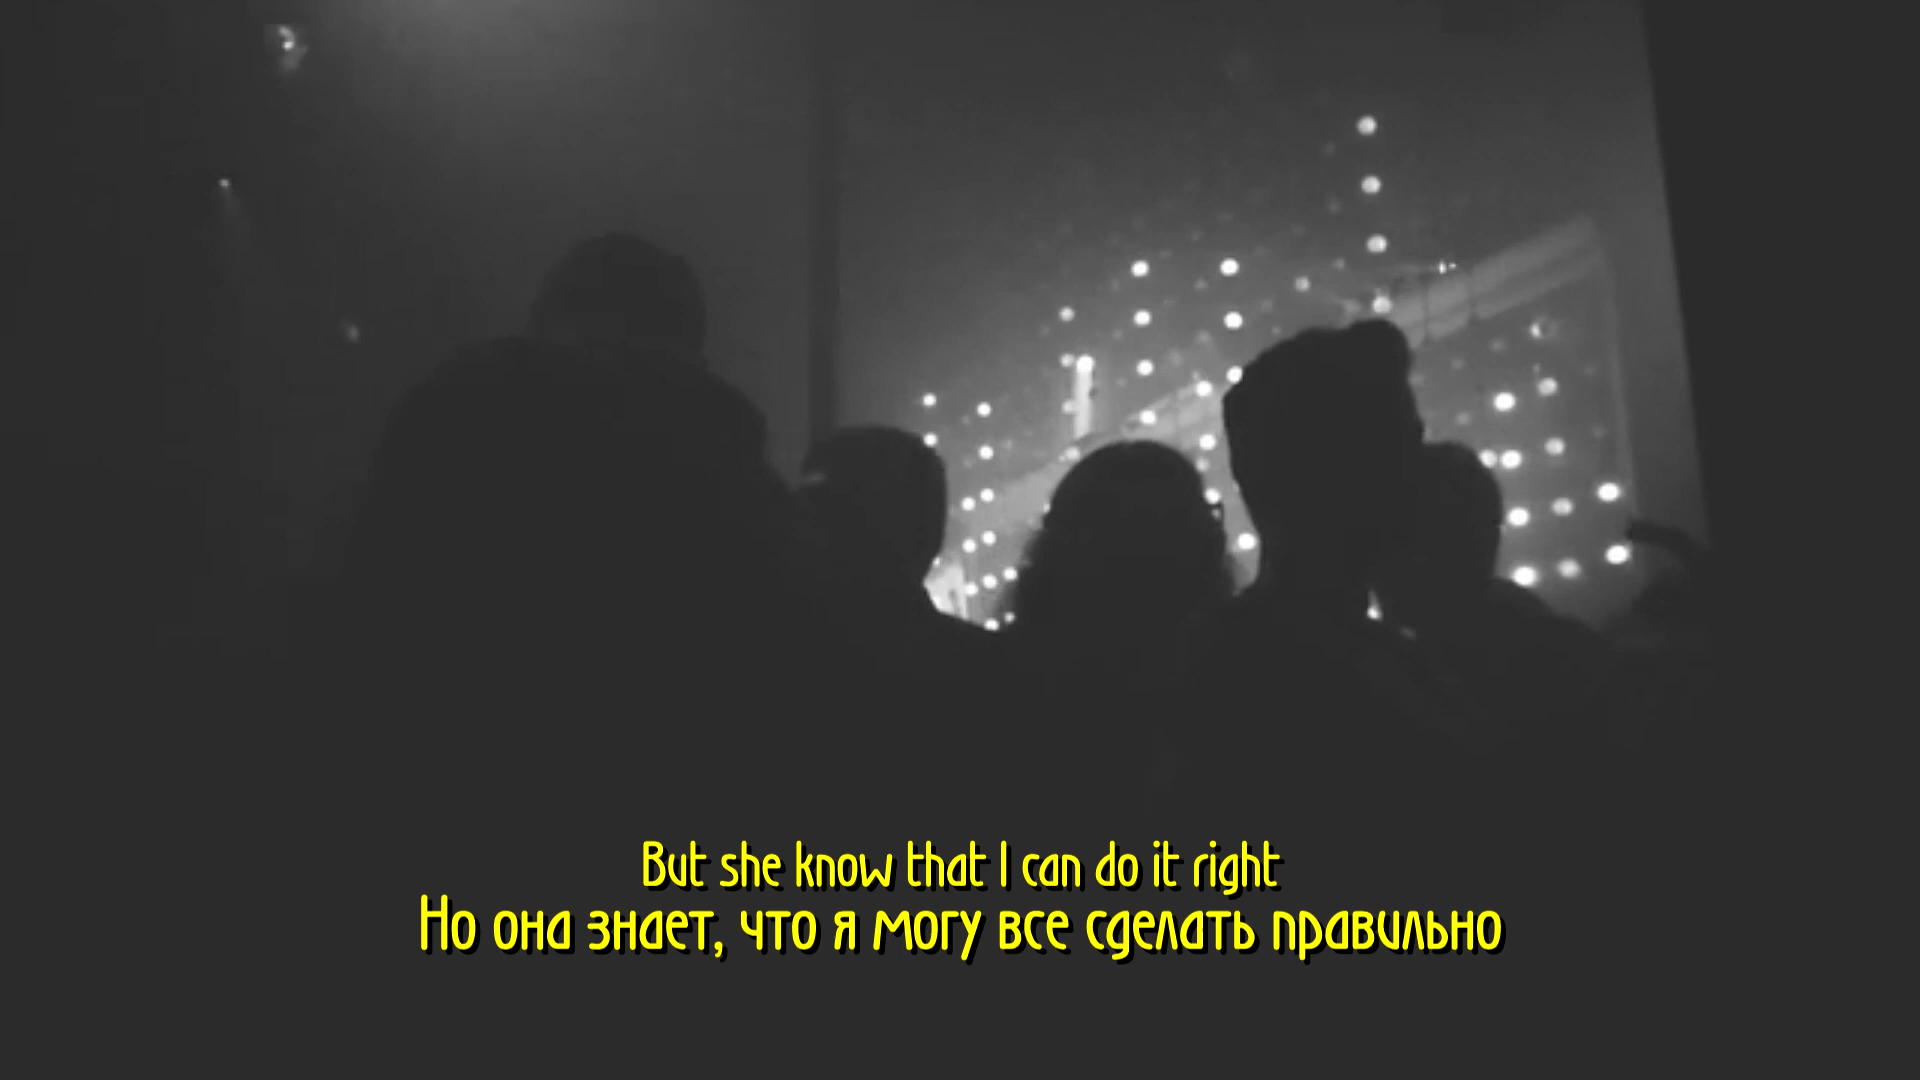 But she know that I can do it right
Но она знает, что я могу все сделать правильно